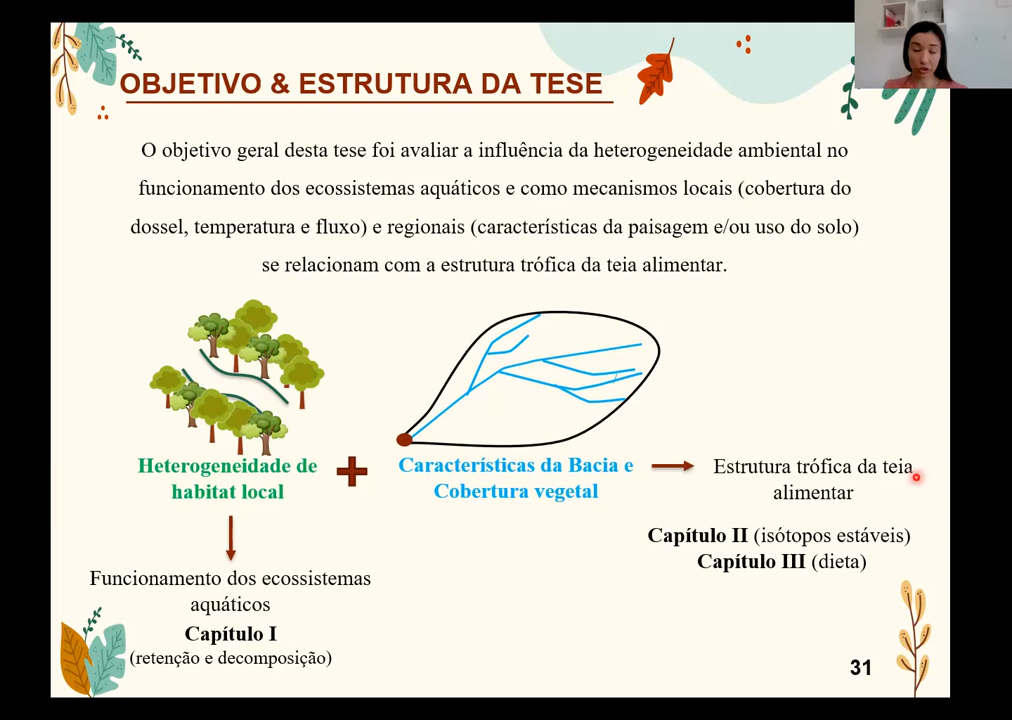 OBJETIVO & ESTRUTURA DA TESE
O objetivo geral desta tese foi avaliar a influência da heterogeneidade ambiental no
funcionamento dos ecossistemas aquáticos e como mecanismos locais (cobertura do
dossel, temperatura e fluxo) e regionais (características da paisagem e/ou uso do solo)
se relacionam com a estrutura trófica da teia alimentar.
Heterogeneidade de
habitat local
Características da Bacia e
Cobertura vegetal
Estrutura trófica da teia
alimentar
Capítulo II (isótopos estáveis)
Capítulo III (dieta)
Funcionamento dos ecossistemas
aquáticos
Capítulo I
(retenção e decomposição)
31